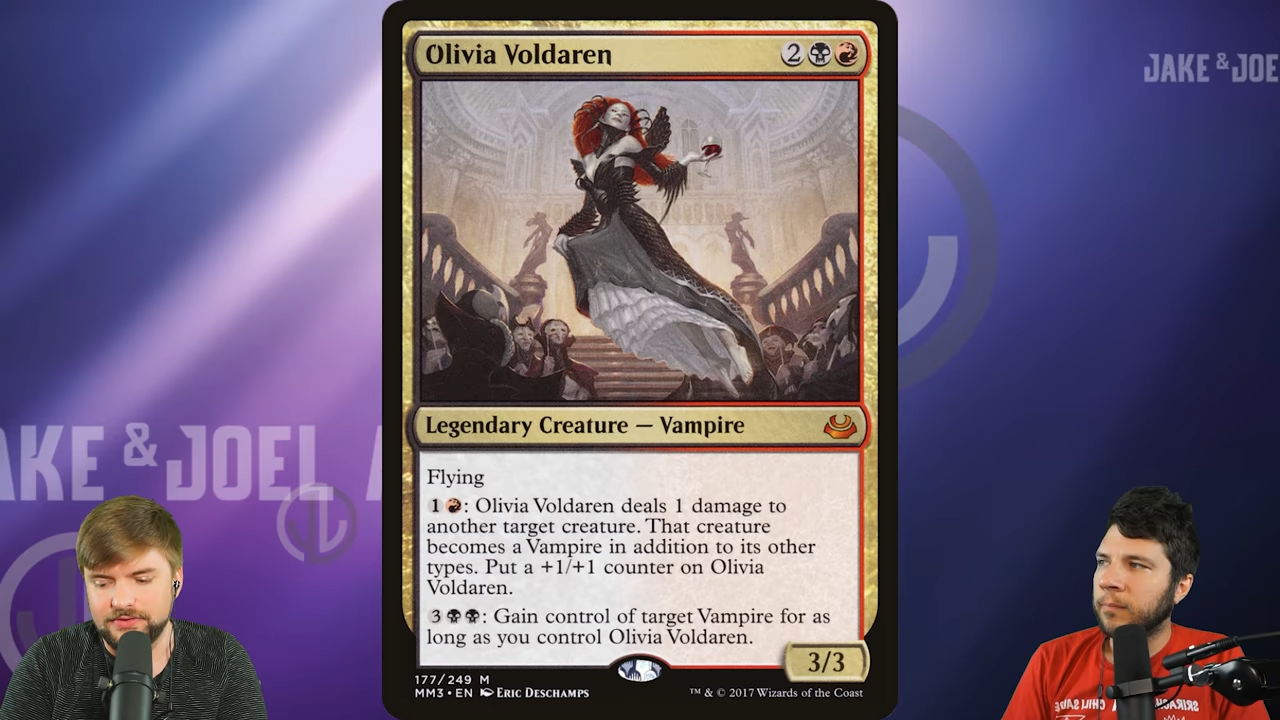 Olivia Voldaren 2
JAKE & JOE
Legendary Creature — Vampire
Flying
1 : Olivia Voldaren deals 1 damage to
another target creature. That creature
becomes a Vampire in addition to its other
types. Put a +1/+1 counter on Olivia
Voldaren.
3 : Gain control of target Vampire for as
long as you control Olivia Voldaren.
3/3
177/249 M
MM3 • EN Eric Deschamps
™ & © 2017 Wizards of the Coast
AKE & JOEL A